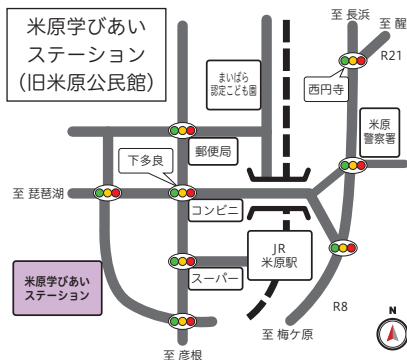 米原学びあい
ステーション
(旧米原公民館)
至 長浜
至 醒
R21
まいばら
認定こども園
西円寺
米原
警察署
郵便局
下多良
至 琵琶湖
コンビニ
JR
米原駅
米原学びあい
ステーション
スーパー
R8
N
至 梅ケ原
至 彦根